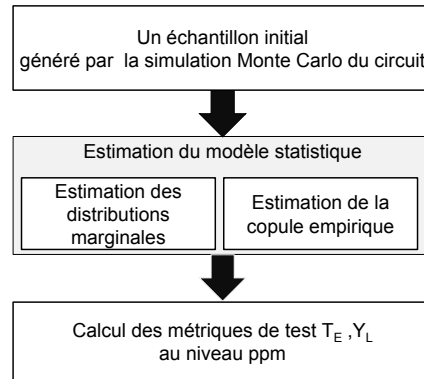 Un échantillon initial
généré par la simulation Monte Carlo du circuit
Estimation du modèle statistique
Estimation des
distributions
marginales
Estimation de la
copule empirique
Calcul des métriques de test T_E ,Y_L
au niveau ppm